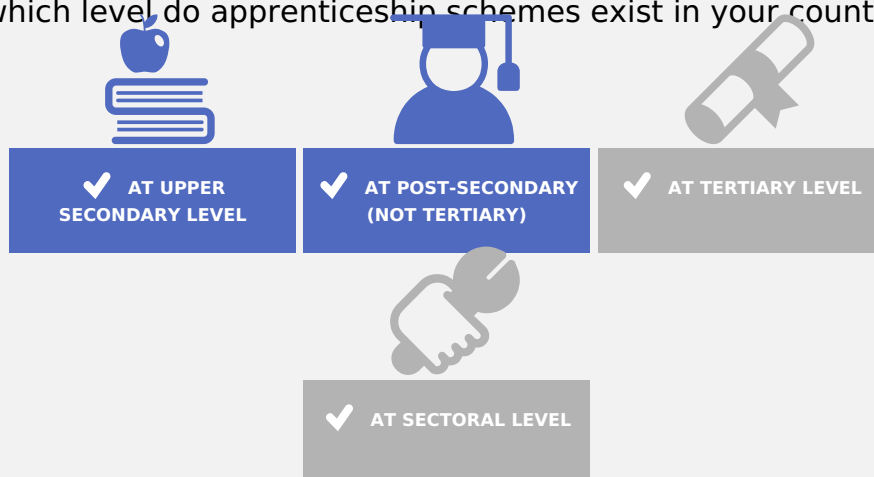 which level do apprenticeship schemes exist in your count
AT UPPER
SECONDARY LEVEL
AT POST-SECONDARY
(NOT TERTIARY)
AT TERTIARY LEVEL
AT SECTORAL LEVEL